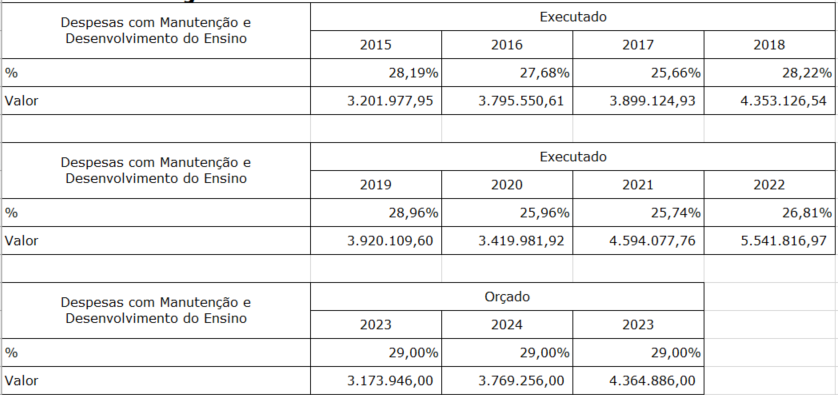 Despesas com Manutenção e
Desenvolvimento do Ensino
Executado
2015 2016 2017 2018
% 28,19% 27,68% 25,66% 28,22%
Valor 3.201.977,95 3.795.550,61 3.899.124,93 4.353.126,54
Despesas com Manutenção e
Desenvolvimento do Ensino
Executado
2019 2020 2021 2022
% 28,96% 25,96% 25,74% 26,81%
Valor 3.920.109,60 3.419.981,92 4.594.077,76 5.541.816,97
Despesas com Manutenção e
Desenvolvimento do Ensino
Orçado
2023 2024 2023
% 29,00% 29,00% 29,00%
Valor 3.173.946,00 3.769.256,00 4.364.886,00